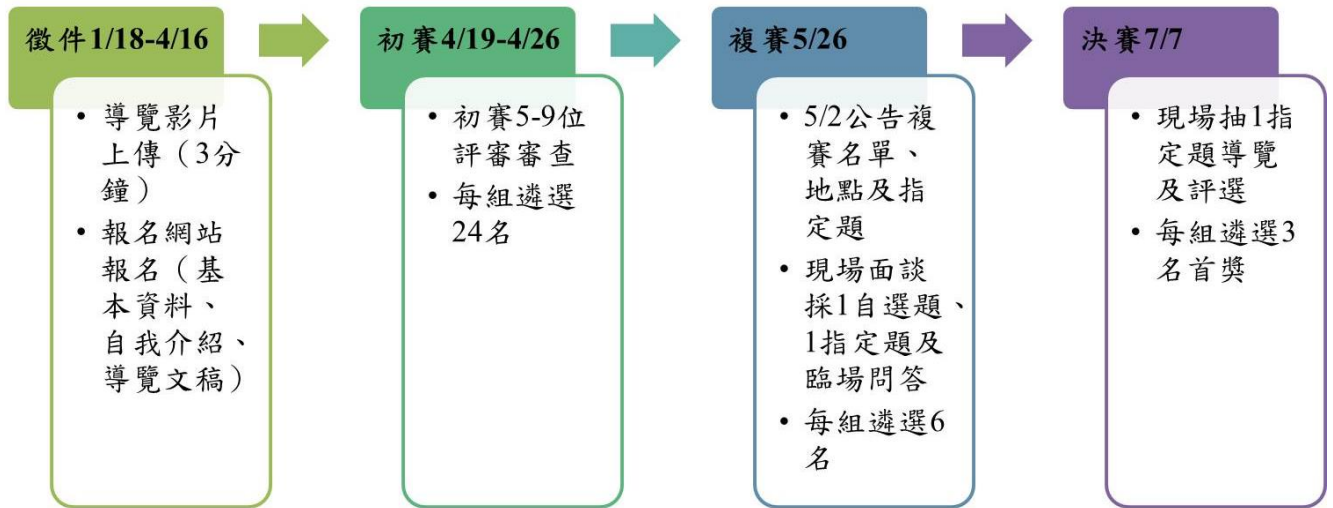 徵件1/18-4/16
• 導覽影片
上傳（3分
鐘）
• 報名網站
報名（基
本資料、
自我介紹、
導覽文稿）
初賽4/19-4/26
• 初賽5-9位
評審審查
• 每組遴選
24名
複賽5/26
• 5/2公告複
賽名單、
地點及指
定題
• 現場面談
採1自選題、
1指定題及
臨場問答
• 每組遴選6
名
決賽7/7
• 現場抽1指
定題導覽
及評選
• 每組遴選3
名首獎